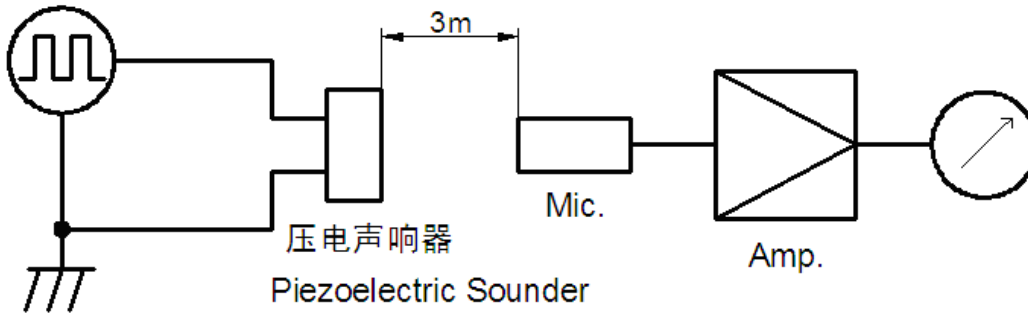 3m
Mic.
压电声响器
Amp.
Piezoelectric Sounder